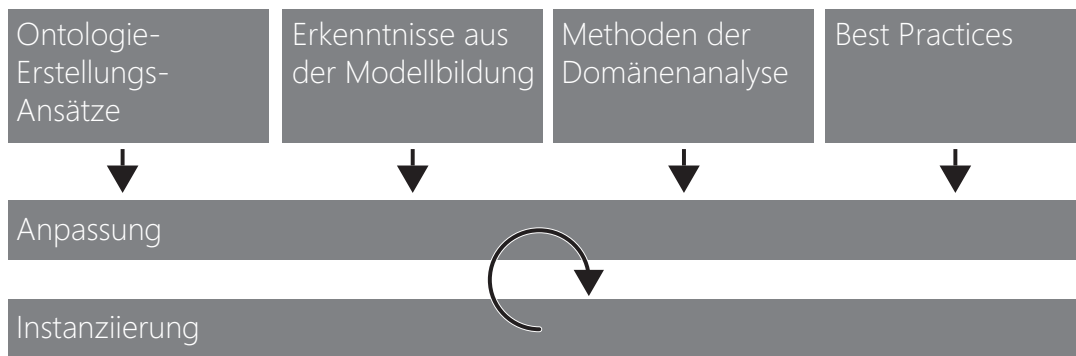 Ontologie-
Erstellungs-
Ansätze
Erkenntnisse aus
der Modellbildung
Methoden der
Domänenanalyse
Best Practices
Anpassung
Instanziierung